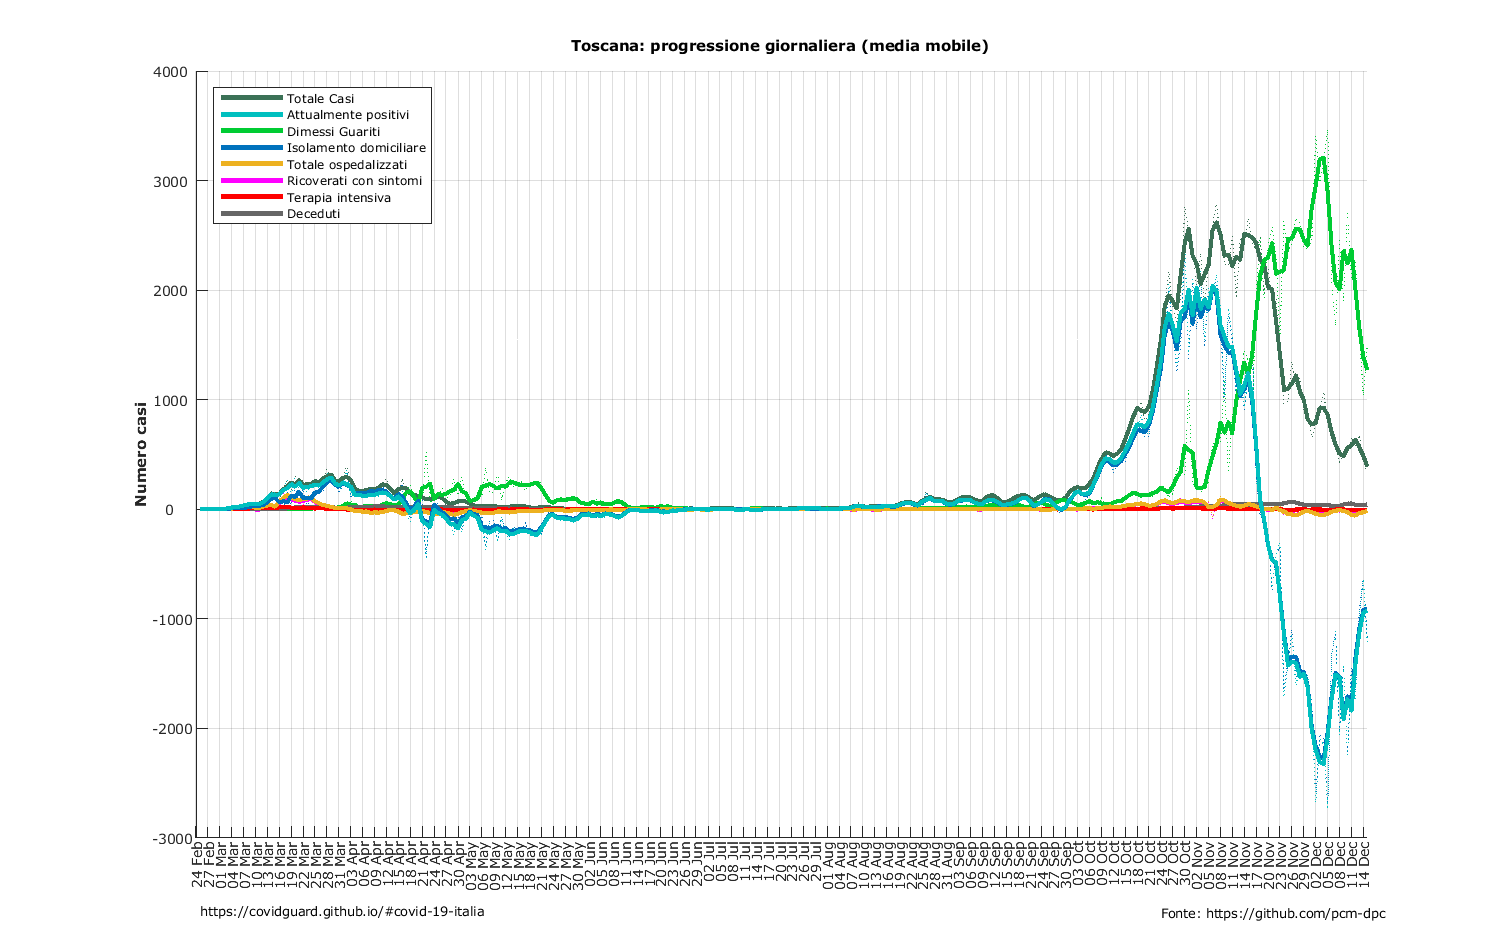 Toscana: progressione giornaliera (media mobile)
4000
3000
2000
1000
0
-1000
-2000
-3000
Numero casi
Totale Casi
Attualmente positivi
Dimessi Guariti
Isolamento domiciliare
Totale ospedalizzati
Ricoverati con sintomi
Terapia intensiva
Deceduti
24 Feb
27 Feb
01 Mar
04 Mar
07 Mar
10 Mar
13 Mar
16 Mar
19 Mar
22 Mar
25 Mar
28 Mar
31 Mar
03 Apr
06 Apr
09 Apr
12 Apr
15 Apr
18 Apr
21 Apr
24 Apr
27 Apr
30 Apr
03 May
06 May
09 May
12 May
15 May
18 May
21 May
24 May
27 May
30 May
02 Jun
05 Jun
08 Jun
11 Jun
14 Jun
17 Jun
20 Jun
23 Jun
26 Jun
29 Jun
02 Jul
05 Jul
08 Jul
11 Jul
14 Jul
17 Jul
20 Jul
23 Jul
26 Jul
29 Jul
01 Aug
04 Aug
07 Aug
10 Aug
13 Aug
16 Aug
19 Aug
22 Aug
25 Aug
28 Aug
31 Aug
03 Sep
06 Sep
09 Sep
12 Sep
15 Sep
18 Sep
21 Sep
24 Sep
27 Sep
30 Sep
03 Oct
06 Oct
09 Oct
12 Oct
15 Oct
18 Oct
21 Oct
24 Oct
27 Oct
30 Oct
02 Nov
05 Nov
08 Nov
11 Nov
14 Nov
17 Nov
20 Nov
23 Nov
26 Nov
29 Nov
02 Dec
05 Dec
08 Dec
11 Dec
14 Dec
https://covidguard.github.io/#covid-19-italia
Fonte: https://github.com/pcm-dpc